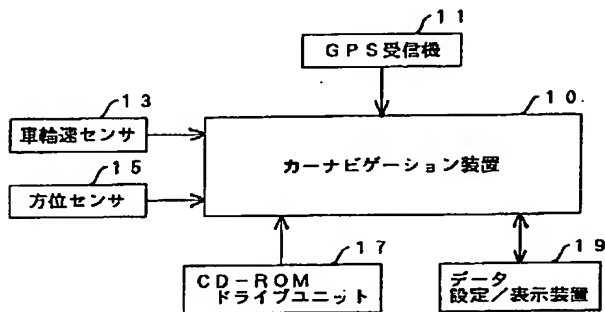 11
GPS受信機
13
10
車輪速センサ
カーナビゲーション装置
15
方位センサ
17
19
CD-ROM
ドライブユニット
データ
設定/表示装置